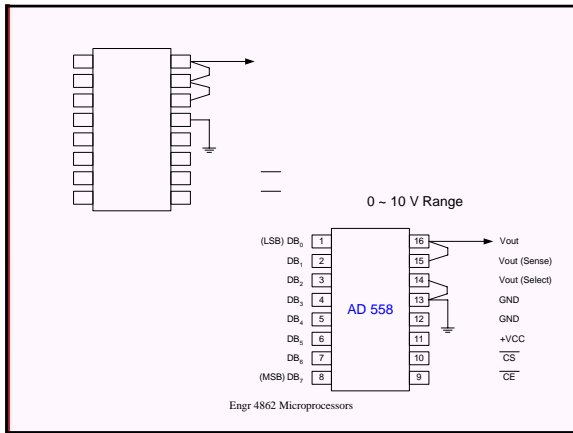 0 ~ 10 V Range
(LSB) DB₀ 1 16 Vout
DB₁ 2 15 Vout (Sense)
DB₂ 3 14 Vout (Select)
DB₃ 4 13 GND
AD 558
DB₄ 5 12 GND
DB₅ 6 11 +VCC
DB₆ 7 10 C̅S̅
(MSB) DB₇ 8 9 C̅E̅
Engr 4862 Microprocessors